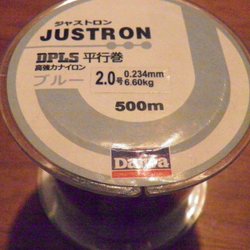 ジャストロン
JUSTRON
DPLS 平行巻
高強力ナイロン
ブルー 2.0号 0.234mm
6.60kg
500m
Daiwa